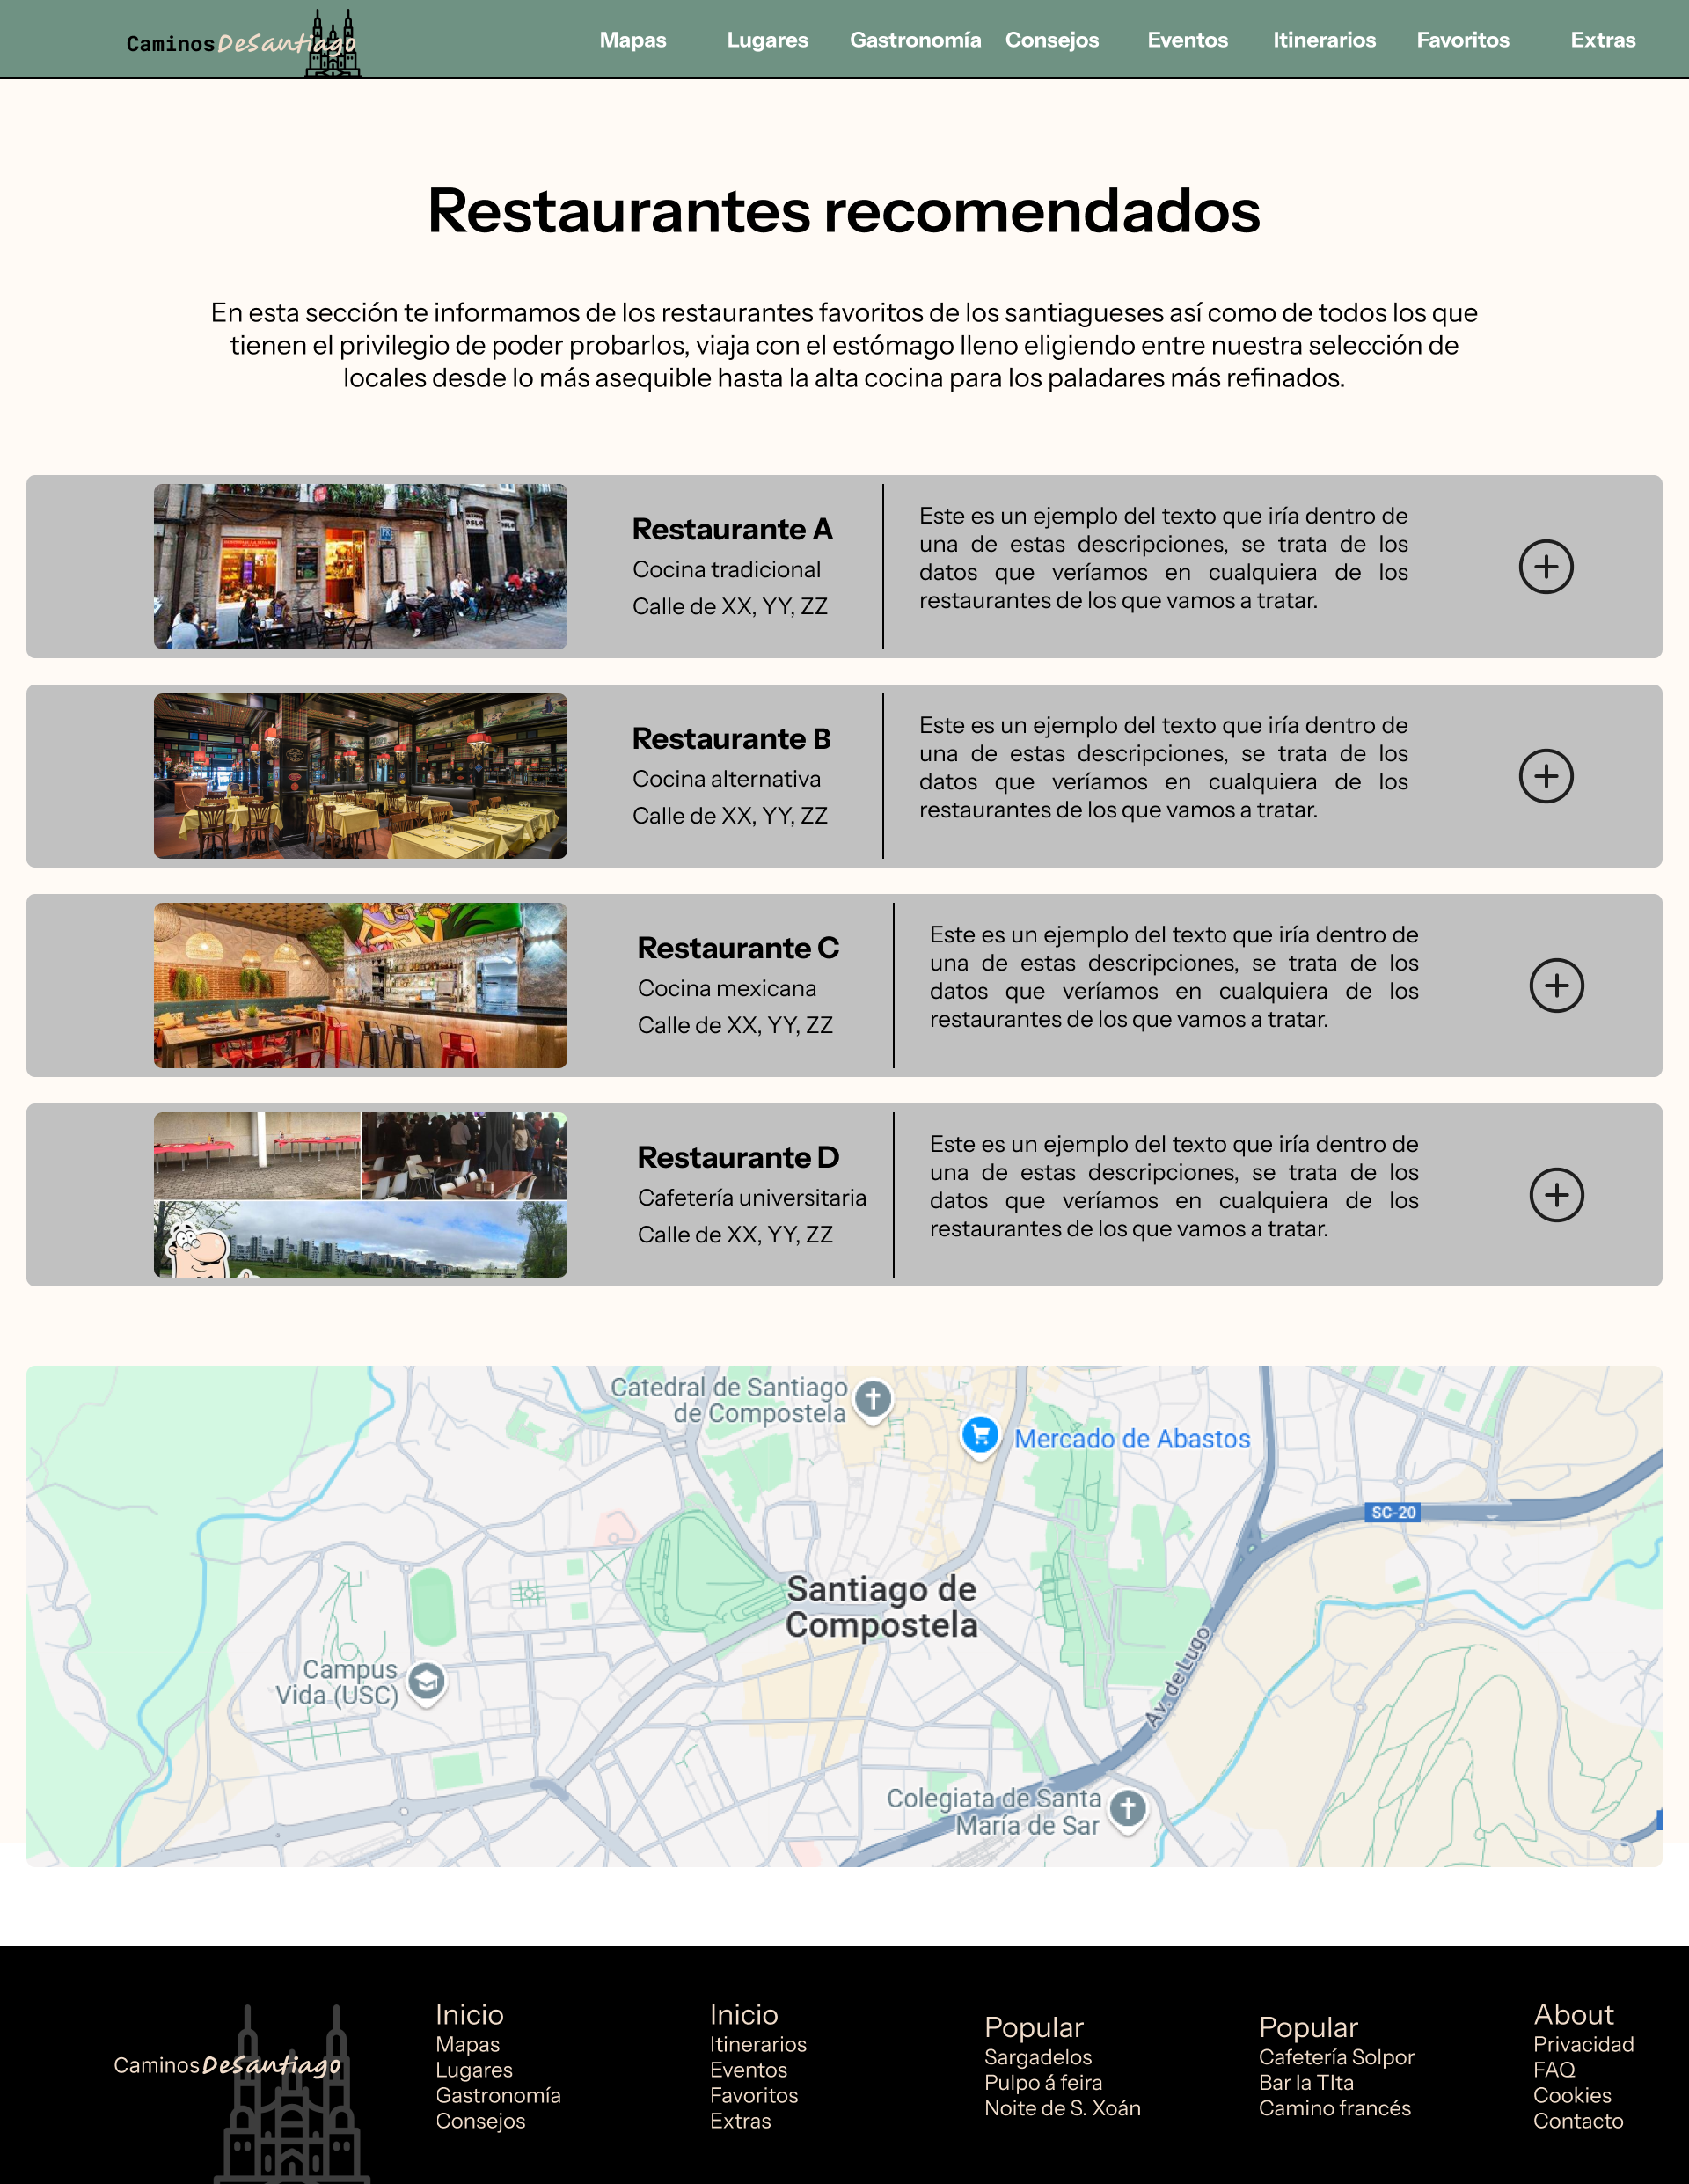 CaminosDeSantiago
Mapas
Lugares
Gastronomía
Consejos
Eventos
Itinerarios
Favoritos
Extras
Restaurantes recomendados
En esta sección te informamos de los restaurantes favoritos de los santiagueses así como de todos los que
tienen el privilegio de poder probarlos, viaja con el estómago lleno eligiendo entre nuestra selección de
locales desde lo más asequible hasta la alta cocina para los paladares más refinados.
Restaurante A
Cocina tradicional
Calle de XX, YY, ZZ
Este es un ejemplo del texto que iría dentro de
una de estas descripciones, se trata de los
datos que veríamos en cualquiera de los
restaurantes de los que vamos a tratar.
Restaurante B
Cocina alternativa
Calle de XX, YY, ZZ
Este es un ejemplo del texto que iría dentro de
una de estas descripciones, se trata de los
datos que veríamos en cualquiera de los
restaurantes de los que vamos a tratar.
Restaurante C
Cocina mexicana
Calle de XX, YY, ZZ
Este es un ejemplo del texto que iría dentro de
una de estas descripciones, se trata de los
datos que veríamos en cualquiera de los
restaurantes de los que vamos a tratar.
Restaurante D
Cafetería universitaria
Calle de XX, YY, ZZ
Este es un ejemplo del texto que iría dentro de
una de estas descripciones, se trata de los
datos que veríamos en cualquiera de los
restaurantes de los que vamos a tratar.
Catedral de Santiago
de Compostela
Mercado de Abastos
SC-20
Santiago de
Compostela
Av. de Lugo
Campus
Vida (USC)
Colegiata de Santa
María de Sar
CaminosDeSantiago
Inicio
Mapas
Lugares
Gastronomía
Consejos
Inicio
Itinerarios
Eventos
Favoritos
Extras
Popular
Sargadelos
Pulpo á feira
Noite de S. Xoán
Popular
Cafetería Solpor
Bar la TIta
Camino francés
About
Privacidad
FAQ
Cookies
Contacto